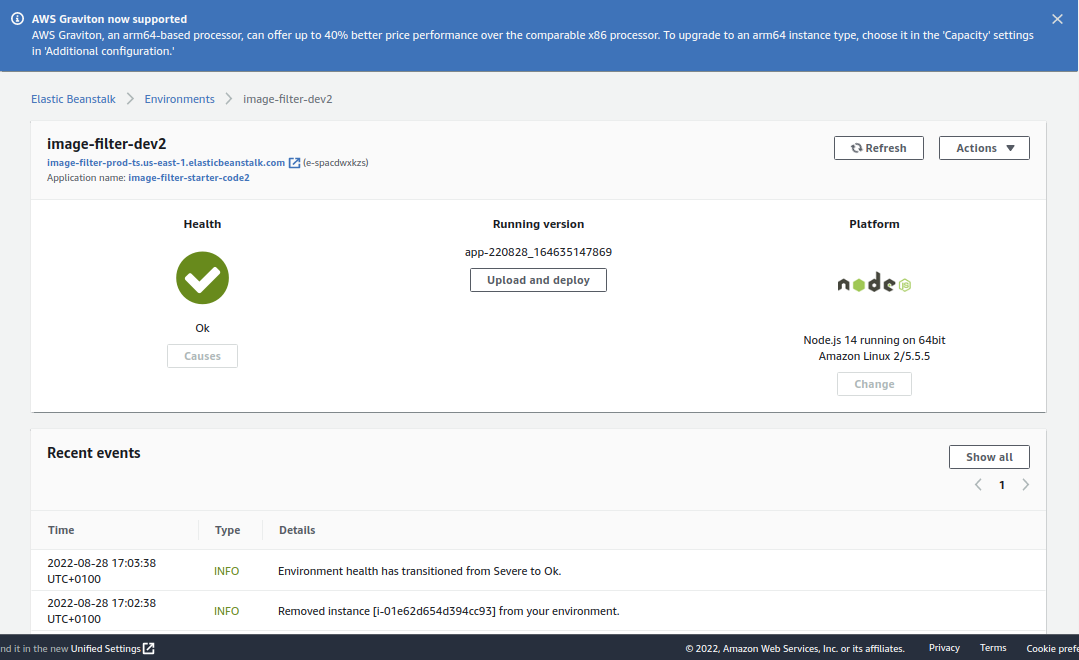 AWS Graviton now supported
AWS Graviton, an arm64-based processor, can offer up to 40% better price performance over the comparable x86 processor. To upgrade to an arm64 instance type, choose it in the 'Capacity' settings
in 'Additional configuration.'
Elastic Beanstalk Environments image-filter-dev2
image-filter-dev2
image-filter-prod-ts.us-east-1.elasticbeanstalk.com (e-spacdwxkzs)
Application name: image-filter-starter-code2
Refresh
Actions
Health
Ok
Causes
Running version
app-220828_164635147869
Upload and deploy
Platform
node
JS
Node.js 14 running on 64bit
Amazon Linux 2/5.5.5
Change
Recent events
Show all
1
Time Type Details
2022-08-28 17:03:38
UTC+0100
INFO
Environment health has transitioned from Severe to Ok.
2022-08-28 17:02:38
UTC+0100
INFO
Removed instance [i-01e62d654d394cc93] from your environment.
nd it in the new Unified Settings
© 2022, Amazon Web Services, Inc. or its affiliates. Privacy Terms Cookie prefe